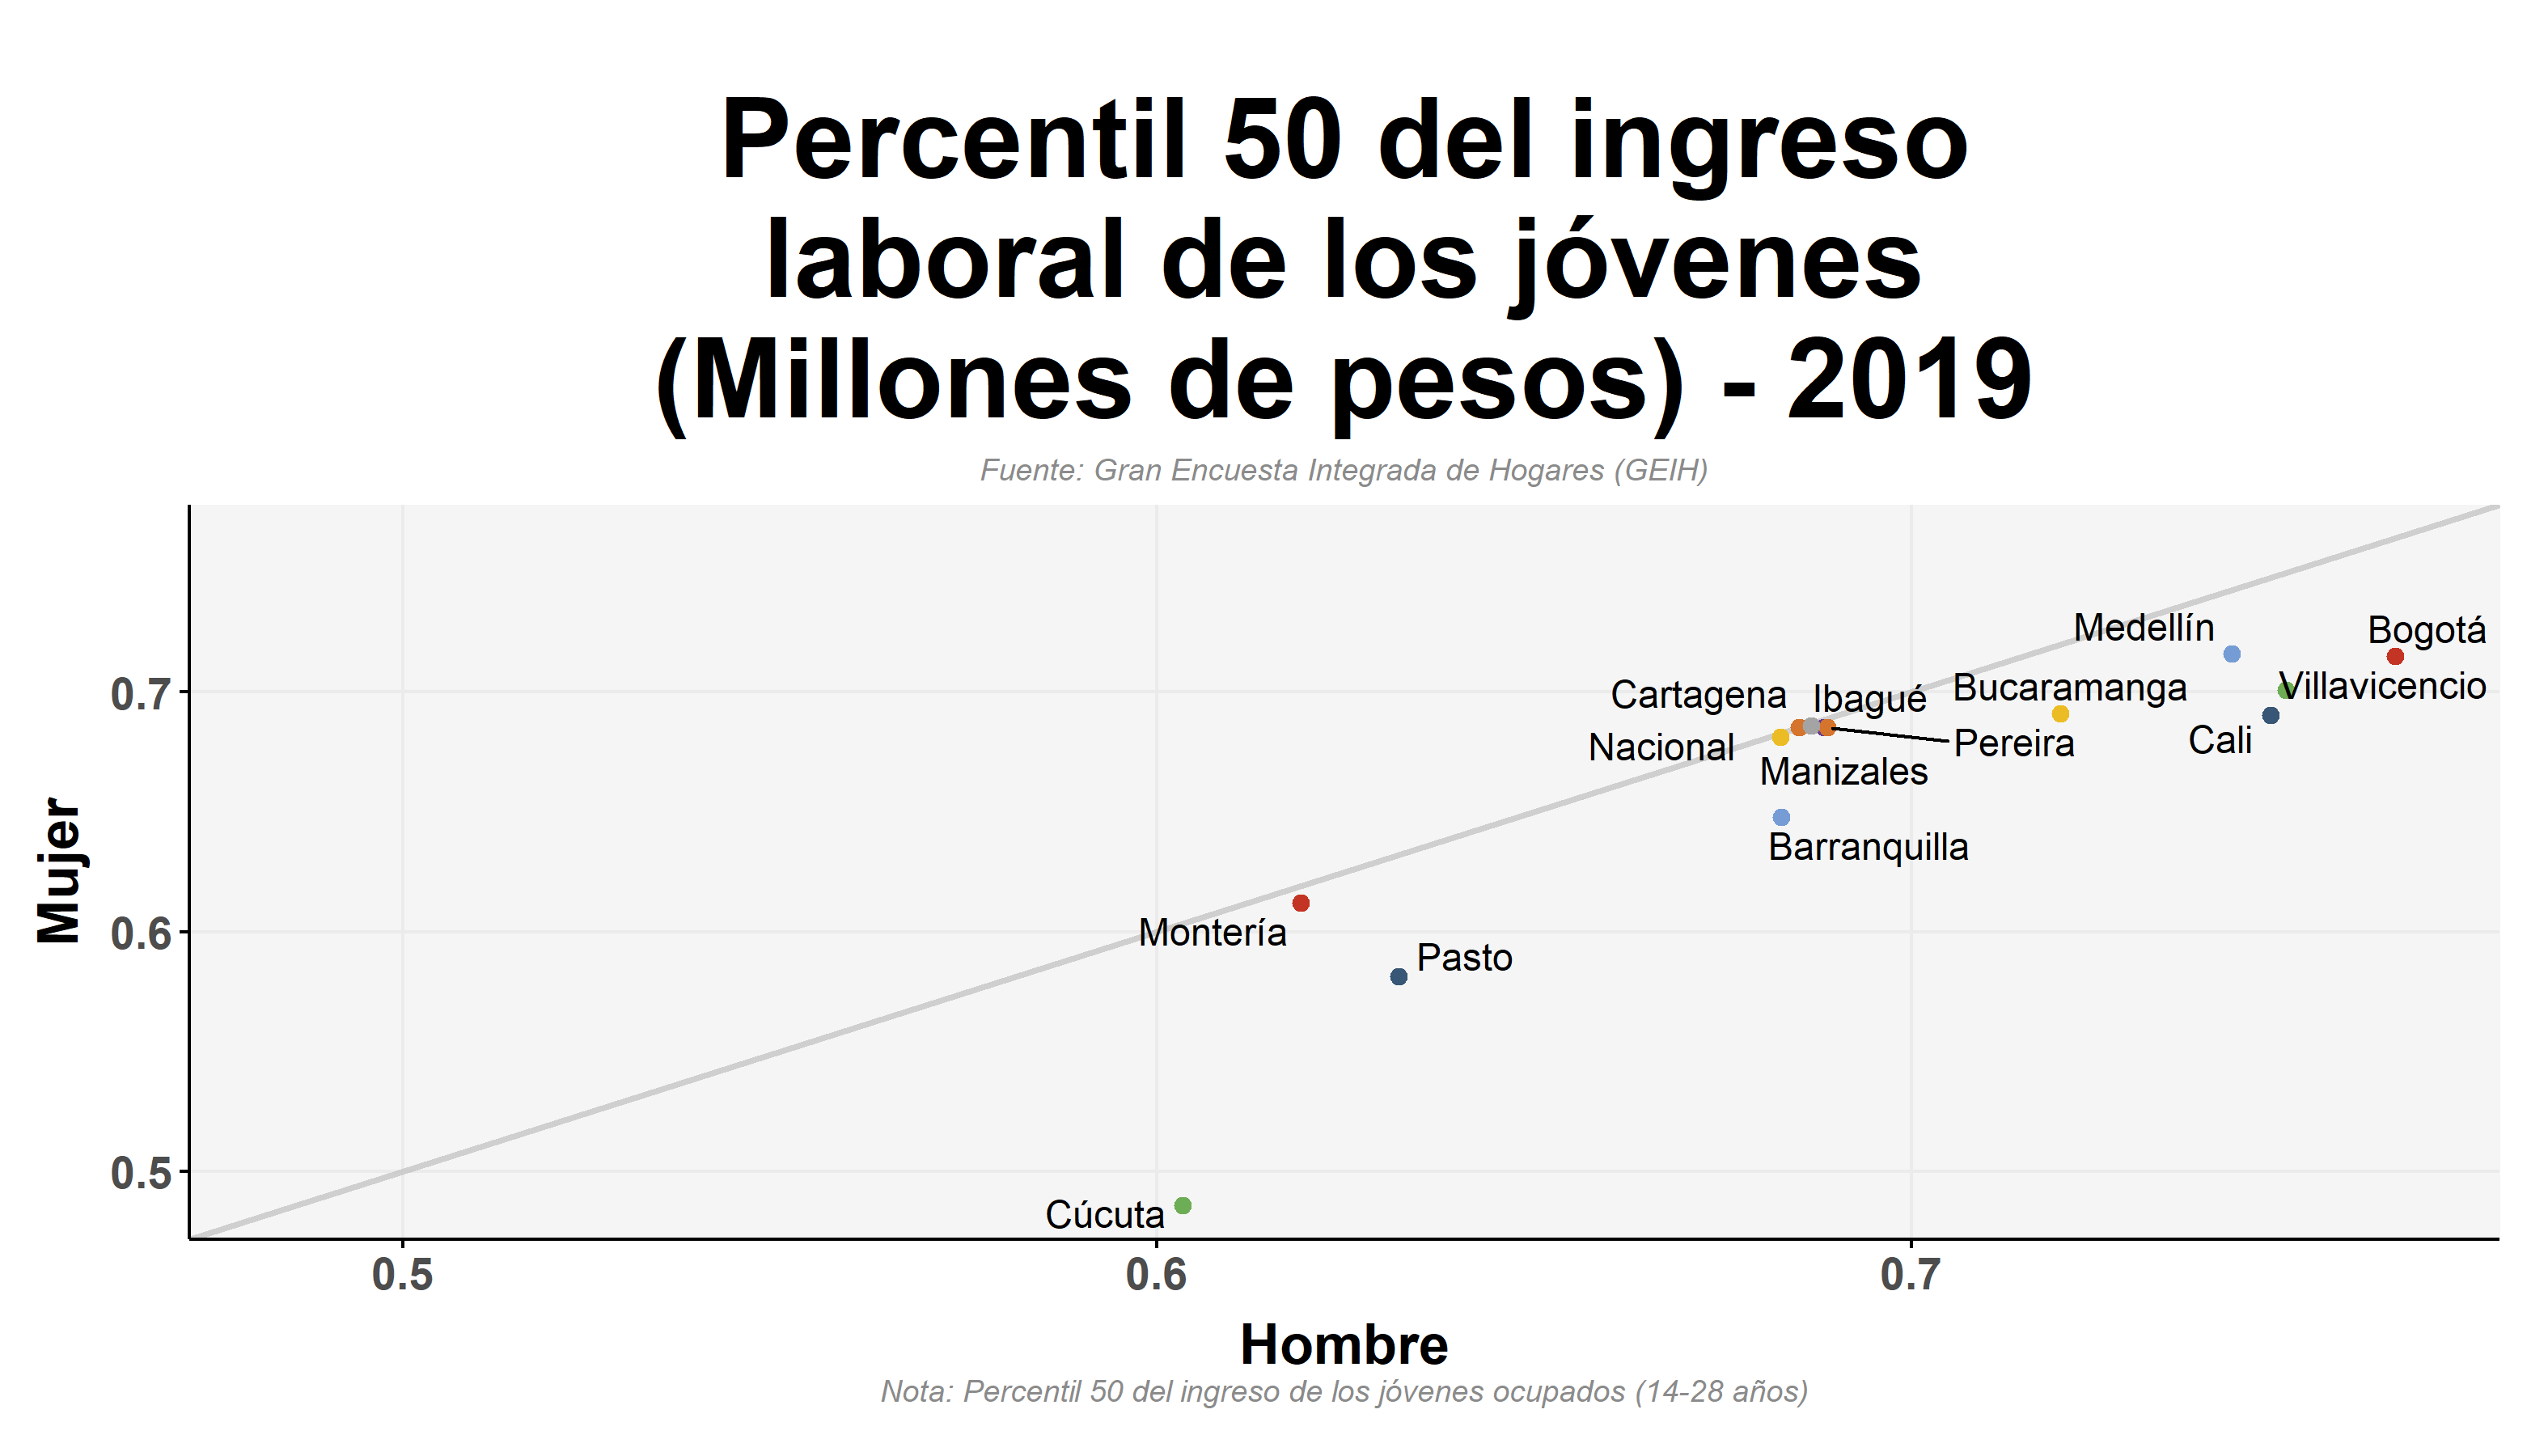 Percentil 50 del ingreso
laboral de los jóvenes
(Millones de pesos) - 2019
Fuente: Gran Encuesta Integrada de Hogares (GEIH)
Medellín
Bogotá
Cartagena
Ibagué
Bucaramanga
Villavicencio
Nacional
Pereira
Cali
Manizales
Barranquilla
Montería
Pasto
Cúcuta
Mujer
0.7
0.6
0.5
0.5
0.6
0.7
Hombre
Nota: Percentil 50 del ingreso de los jóvenes ocupados (14-28 años)